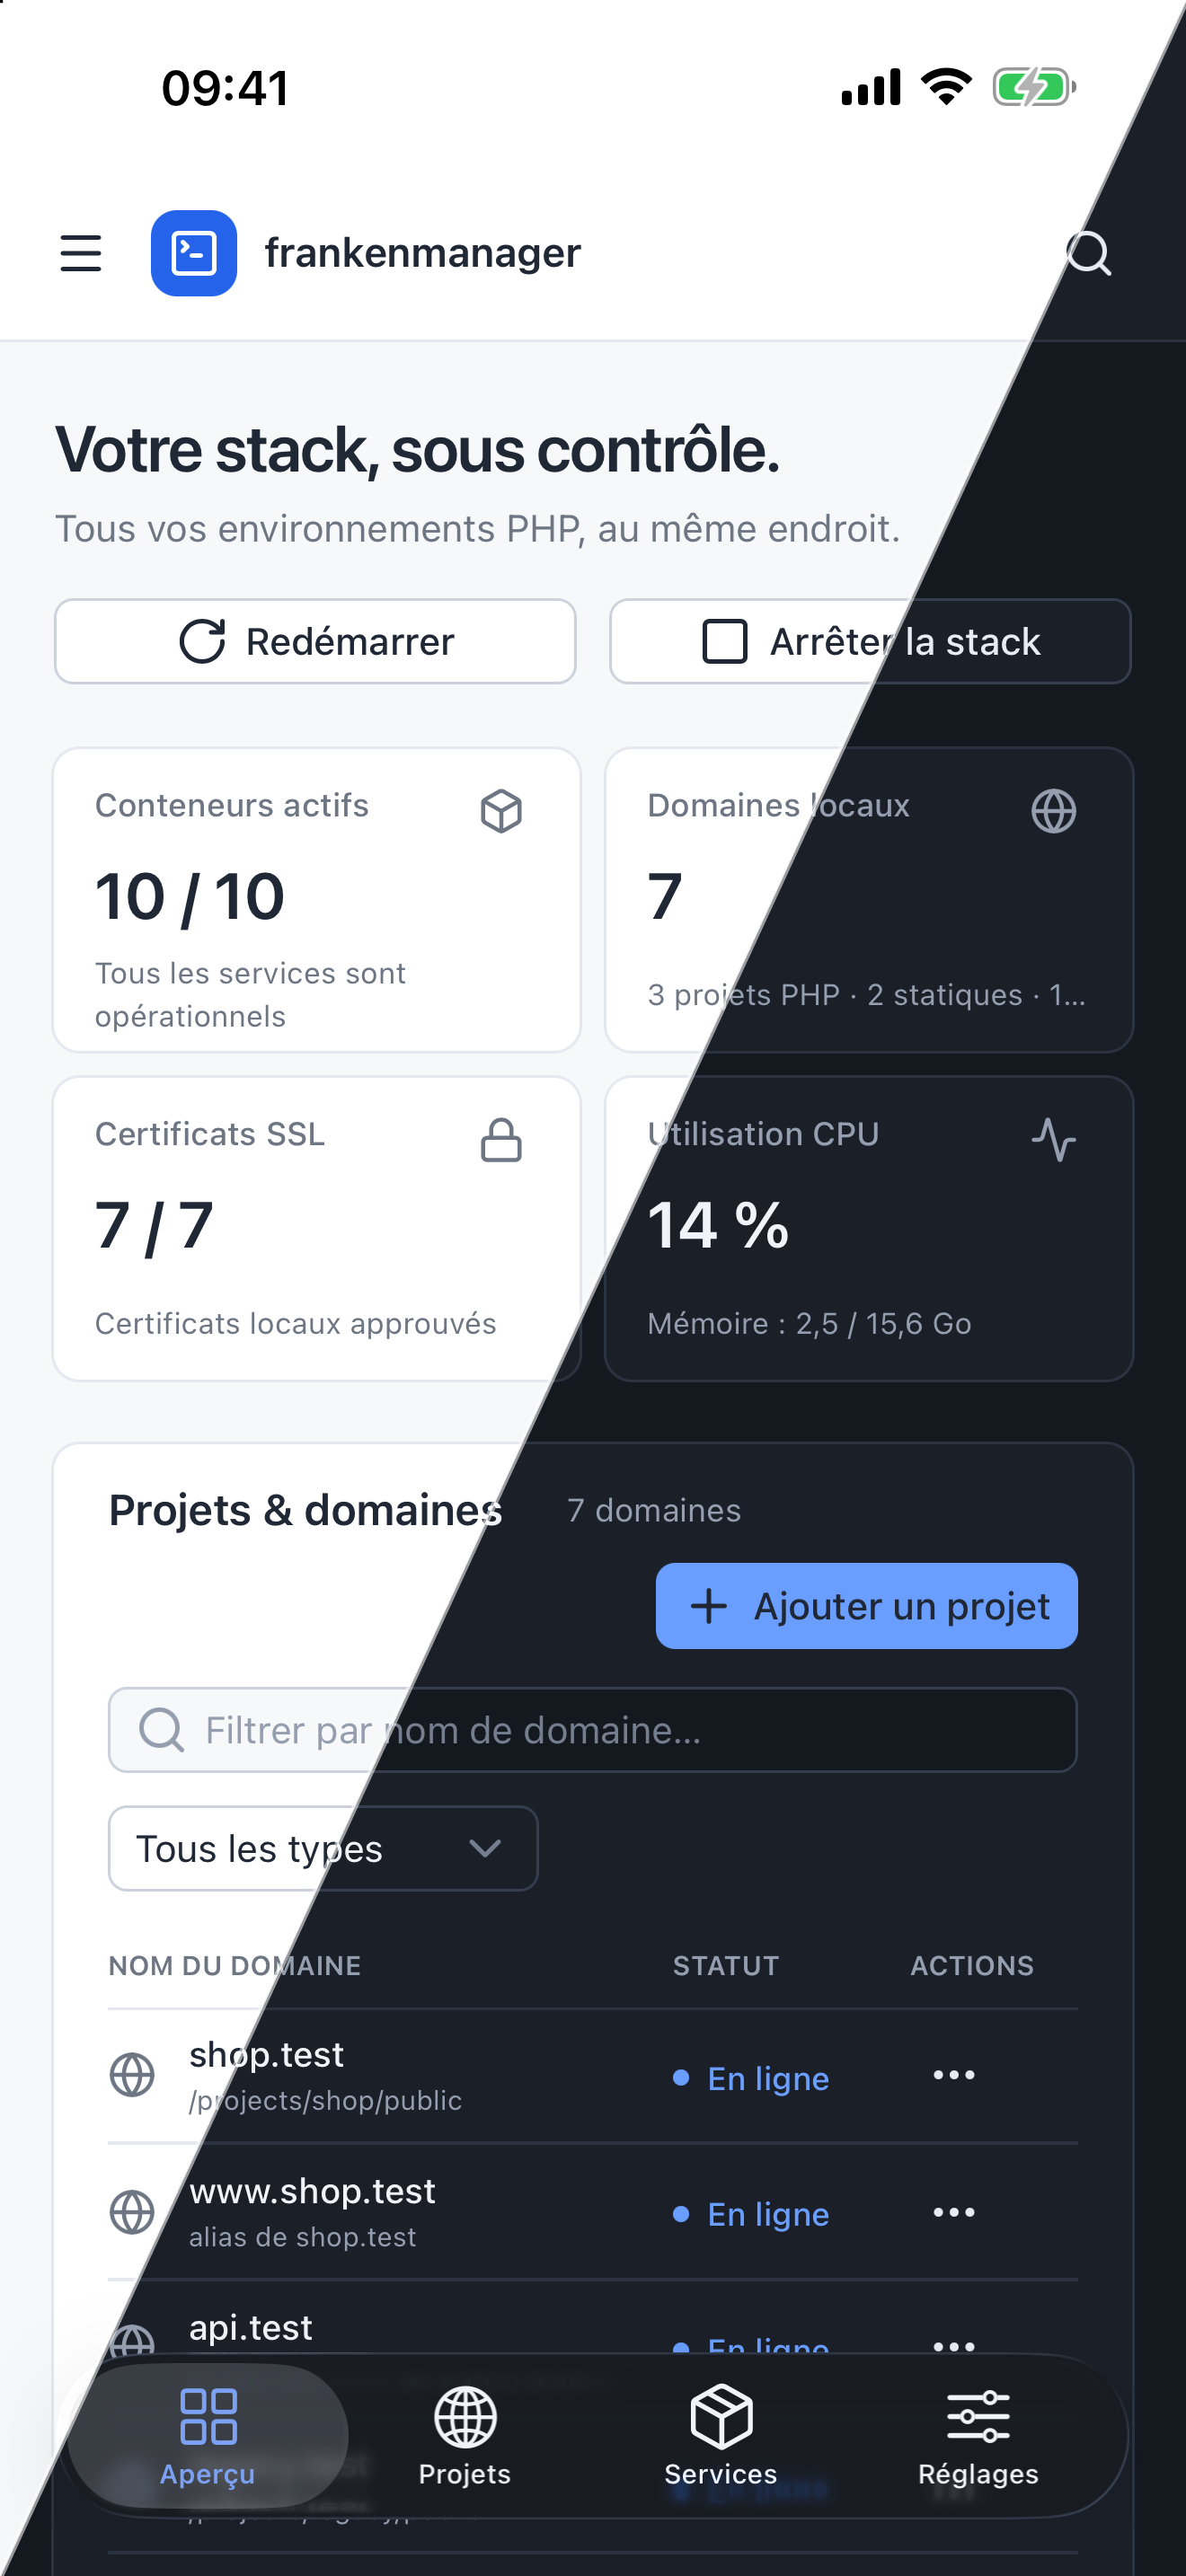 09:41
frankenmanager
Votre stack, sous contrôle.
Tous vos environnements PHP, au même endroit.
Redémarrer
Arrêter la stack
Conteneurs actifs
10 / 10
Tous les services sont
opérationnels
Domaines locaux
7
3 projets PHP · 2 statiques · 1...
Certificats SSL
7 / 7
Certificats locaux approuvés
Utilisation CPU
14 %
Mémoire : 2,5 / 15,6 Go
Projets & domaines
7 domaines
Ajouter un projet
Filtrer par nom de domaine...
Tous les types
NOM DU DOMAINE STATUT ACTIONS
shop.test
/projects/shop/public
En ligne
www.shop.test
alias de shop.test
En ligne
api.test
En ligne
Aperçu
Projets
Services
Réglages